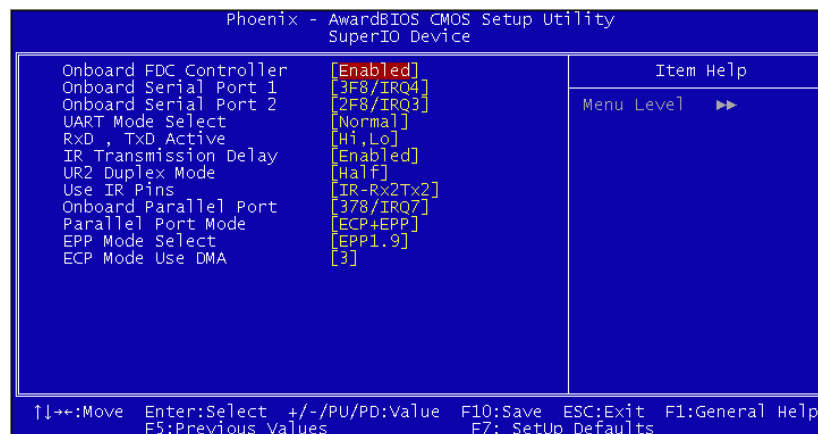 Phoenix - AwardBIOS CMOS Setup Utility
SuperIO Device
Onboard FDC Controller [Enabled]
Onboard Serial Port 1 [3F8/IRQ4]
Onboard Serial Port 2 [2F8/IRQ3]
UART Mode Select [Normal]
RxD , TxD Active [Hi,Lo]
IR Transmission Delay [Enabled]
UR2 Duplex Mode [Half]
Use IR Pins [IR-Rx2Tx2]
Onboard Parallel Port [378/IRQ7]
Parallel Port Mode [ECP+EPP]
EPP Mode Select [EPP1.9]
ECP Mode Use DMA [3]
Item Help
Menu Level ▶▶
↑↓→←:Move Enter:Select +/-/PU/PD:Value F10:Save ESC:Exit F1:General Help
F5:Previous Values F7: SetUp Defaults